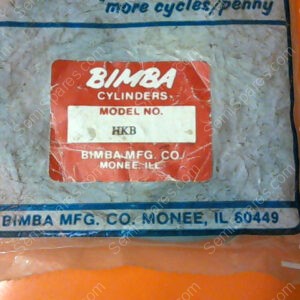 more cycles/penny
BIMBA
CYLINDERS
MODEL NO.
HKB
BIMBA MFG. CO.
MONEE, ILL
BIMBA MFG. CO. MONEE, IL 60449